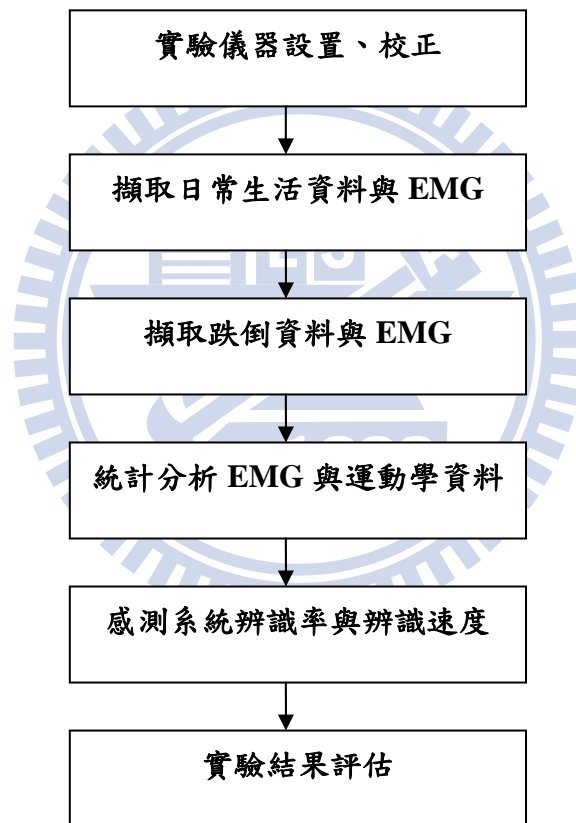 實驗儀器設置、校正
擷取日常生活資料與 EMG
擷取跌倒資料與 EMG
統計分析 EMG 與運動學資料
感測系統辨識率與辨識速度
實驗結果評估